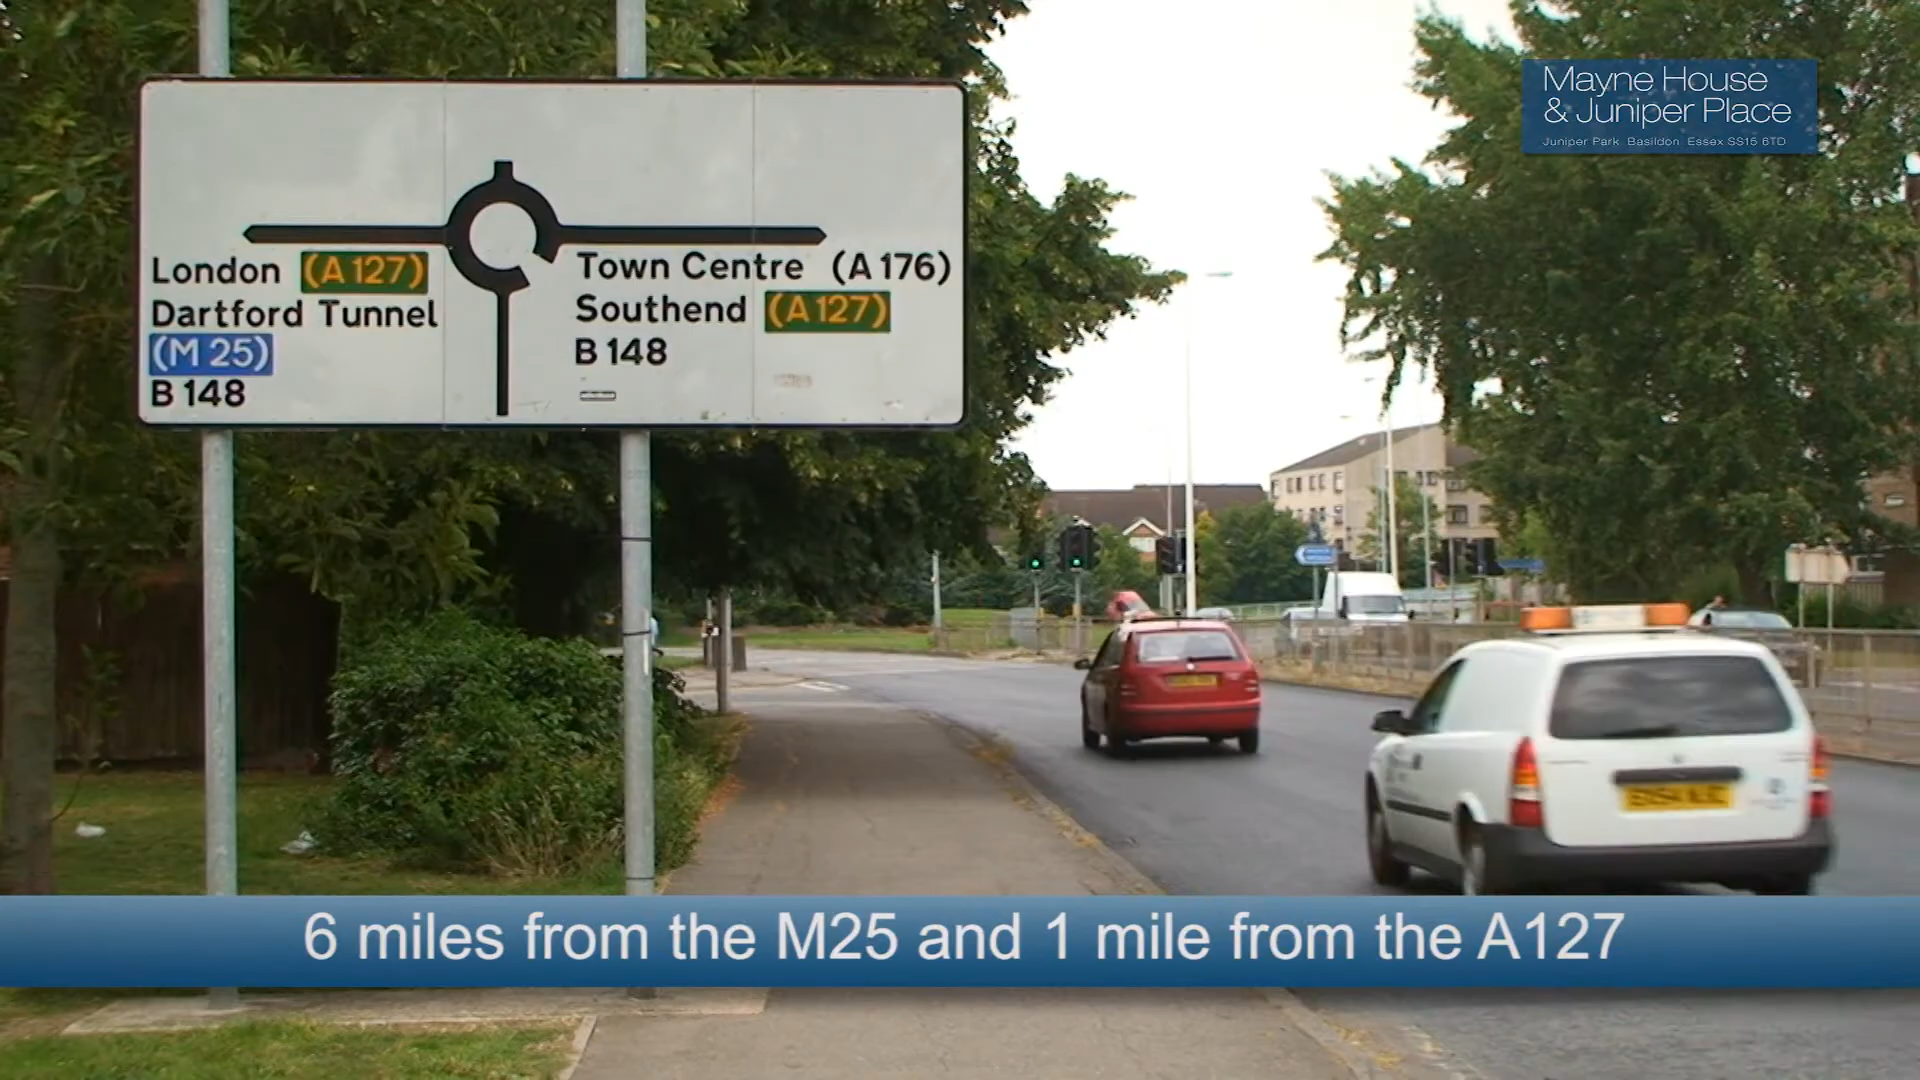 Mayne House
& Juniper Place
Juniper Park Basildon Essex SS15 6TD
London (A 127)
Dartford Tunnel
(M 25)
B 148
Town Centre (A 176)
Southend (A 127)
B 148
6 miles from the M25 and 1 mile from the A127